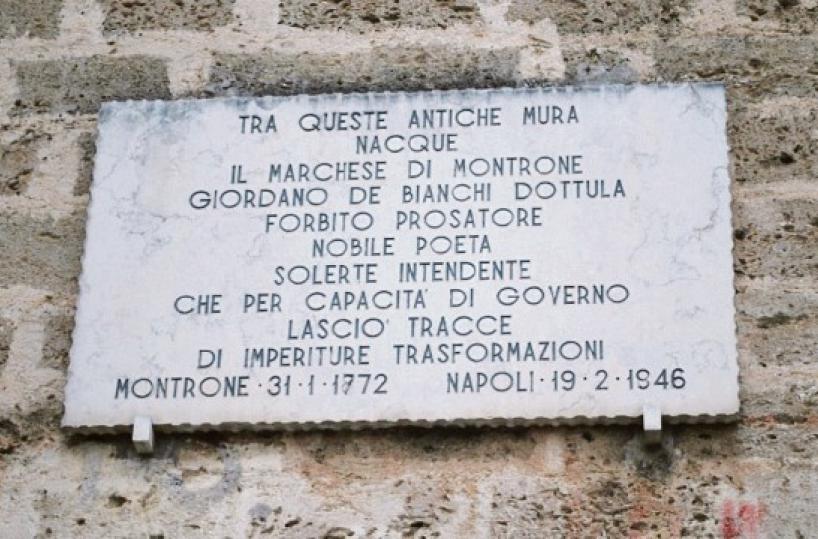 TRA QUESTE ANTICHE MURA
NACQUE
IL MARCHESE DI MONTRONE
GIORDANO DE BIANCHI DOTTULA
FORBITO PROSATORE
NOBILE POETA
SOLERTE INTENDENTE
CHE PER CAPACITA' DI GOVERNO
LASCIO' TRACCE
DI IMPERITURE TRASFORMAZIONI
MONTRONE · 31 · 1 · 1772 NAPOLI · 19 · 2 · 1946